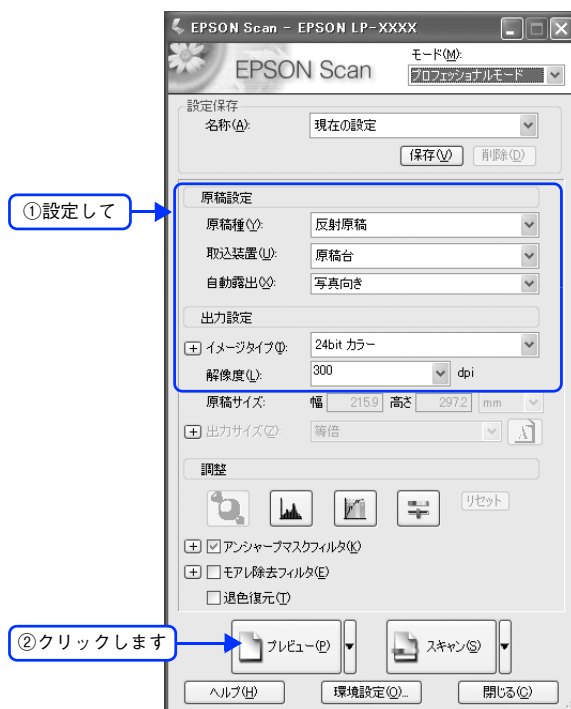 EPSON Scan - EPSON LP-XXXX
EPSON Scan
モード(M):
プロフェッショナルモード
設定保存
名称(A):
現在の設定
保存(V)
削除(D)
①設定して
原稿設定
原稿種(Y):
反射原稿
取込装置(U):
原稿台
自動露出(X):
写真向き
出力設定
イメージタイプ(I):
24bit カラー
解像度(L):
300
dpi
原稿サイズ:
幅 215.9 高さ 297.2 mm
出力サイズ(Z):
等倍
調整
リセット
アンシャープマスクフィルタ(K)
モアレ除去フィルタ(E)
退色復元(T)
②クリックします
プレビュー(P)
スキャン(S)
ヘルプ(H)
環境設定(O)...
閉じる(C)